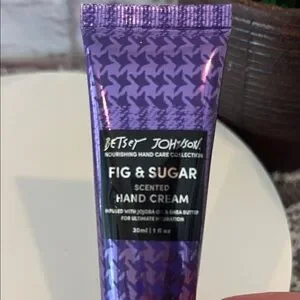 BETSEY JOHNSON
NOURISHING HAND CARE COLLECTION
FIG & SUGAR
SCENTED
HAND CREAM
INFUSED WITH JOJOBA OIL & SHEA BUTTER
FOR ULTIMATE HYDRATION
30ml | 1 fl oz